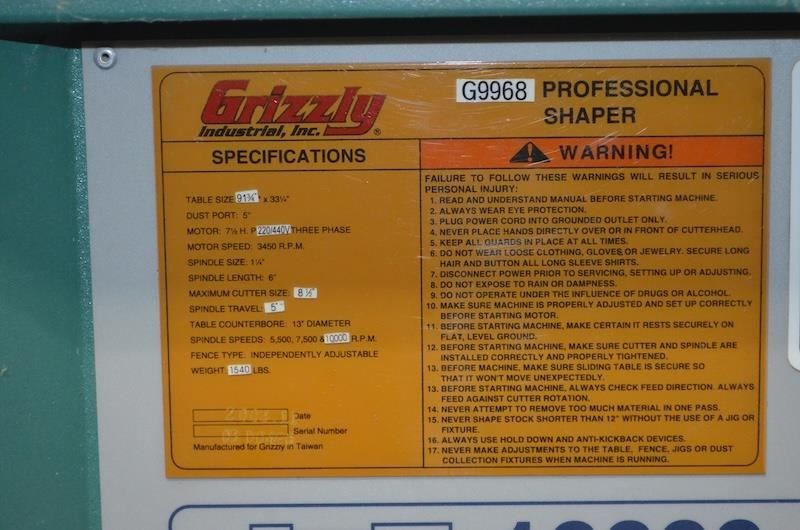 Grizzly
Industrial, Inc.®
G9968 PROFESSIONAL
SHAPER
SPECIFICATIONS
TABLE SIZE 91¾" x 33¼"
DUST PORT: 5"
MOTOR: 7½ H. P 220/440V THREE PHASE
MOTOR SPEED: 3450 R.P.M.
SPINDLE SIZE: 1¼"
SPINDLE LENGTH: 6"
MAXIMUM CUTTER SIZE: 8 ½"
SPINDLE TRAVEL: 5"
TABLE COUNTERBORE: 13" DIAMETER
SPINDLE SPEEDS: 5,500, 7,500 & 10000 R.P.M.
FENCE TYPE: INDEPENDENTLY ADJUSTABLE
WEIGHT: 1540 LBS.
Date
Serial Number
Manufactured for Grizzly in Taiwan
WARNING!
FAILURE TO FOLLOW THESE WARNINGS WILL RESULT IN SERIOUS
PERSONAL INJURY:
1. READ AND UNDERSTAND MANUAL BEFORE STARTING MACHINE.
2. ALWAYS WEAR EYE PROTECTION.
3. PLUG POWER CORD INTO GROUNDED OUTLET ONLY.
4. NEVER PLACE HANDS DIRECTLY OVER OR IN FRONT OF CUTTERHEAD.
5. KEEP ALL GUARDS IN PLACE AT ALL TIMES.
6. DO NOT WEAR LOOSE CLOTHING, GLOVES OR JEWELRY. SECURE LONG
HAIR AND BUTTON ALL LONG SLEEVE SHIRTS.
7. DISCONNECT POWER PRIOR TO SERVICING, SETTING UP OR ADJUSTING.
8. DO NOT EXPOSE TO RAIN OR DAMPNESS.
9. DO NOT OPERATE UNDER THE INFLUENCE OF DRUGS OR ALCOHOL.
10. MAKE SURE MACHINE IS PROPERLY ADJUSTED AND SET UP CORRECTLY
BEFORE STARTING MOTOR.
11. BEFORE STARTING MACHINE, MAKE CERTAIN IT RESTS SECURELY ON
FLAT, LEVEL GROUND.
12. BEFORE STARTING MACHINE, MAKE SURE CUTTER AND SPINDLE ARE
INSTALLED CORRECTLY AND PROPERLY TIGHTENED.
13. BEFORE MACHINE, MAKE SURE SLIDING TABLE IS SECURE SO
THAT IT WON'T MOVE UNEXPECTEDLY.
13. BEFORE STARTING MACHINE, ALWAYS CHECK FEED DIRECTION. ALWAYS
FEED AGAINST CUTTER ROTATION.
14. NEVER ATTEMPT TO REMOVE TOO MUCH MATERIAL IN ONE PASS.
15. NEVER SHAPE STOCK SHORTER THAN 12" WITHOUT THE USE OF A JIG OR
FIXTURE.
16. ALWAYS USE HOLD DOWN AND ANTI-KICKBACK DEVICES.
17. NEVER MAKE ADJUSTMENTS TO THE TABLE, FENCE, JIGS OR DUST
COLLECTION FIXTURES WHEN MACHINE IS RUNNING.